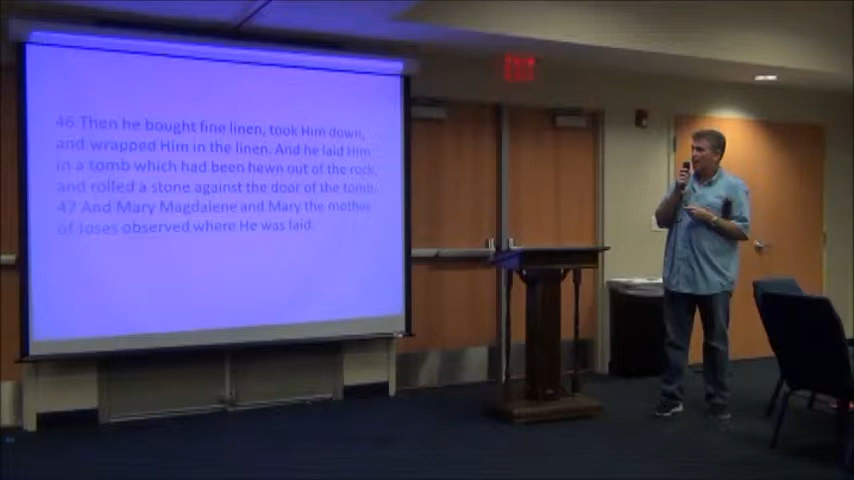 46 Then he bought fine linen, took Him down,
and wrapped Him in the linen. And he laid Him
in a tomb which had been hewn out of the rock,
and rolled a stone against the door of the tomb.
47 And Mary Magdalene and Mary the mother
of Joses observed where He was laid.
EXIT